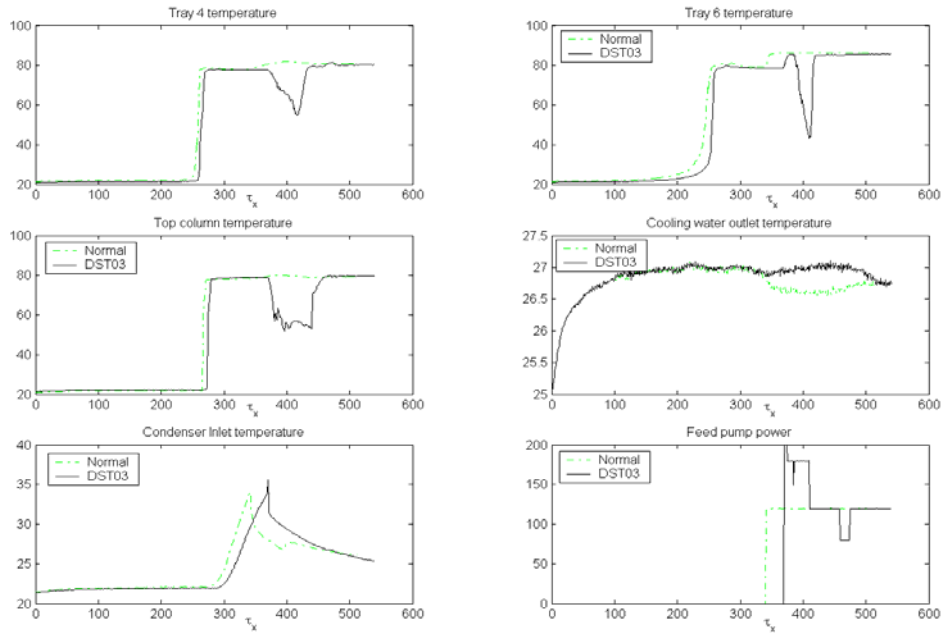 Tray 4 temperature
100
80
60
40
20
0 100 200 300 400 500 600
τx
Tray 6 temperature
100
80
60
40
20
0 100 200 300 400 500 600
τx
Normal
DST03
Top column temperature
100
80
60
40
20
0 100 200 300 400 500 600
τx
Normal
DST03
Cooling water outlet temperature
27.5
27
26.5
26
25.5
25
0 100 200 300 400 500 600
τx
Normal
DST03
Condenser Inlet temperature
40
35
30
25
20
0 100 200 300 400 500 600
τx
Normal
DST03
Feed pump power
200
150
100
50
0
0 100 200 300 400 500 600
τx
Normal
DST03